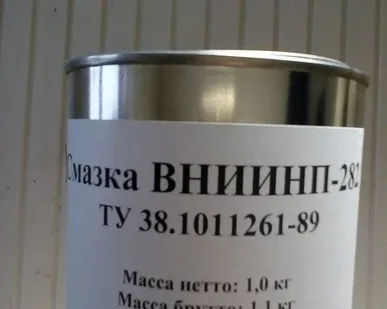 Смазка ВНИИНП-282
ТУ 38.1011261-89
Масса нетто: 1,0 кг
Масса брутто: 1,1 кг